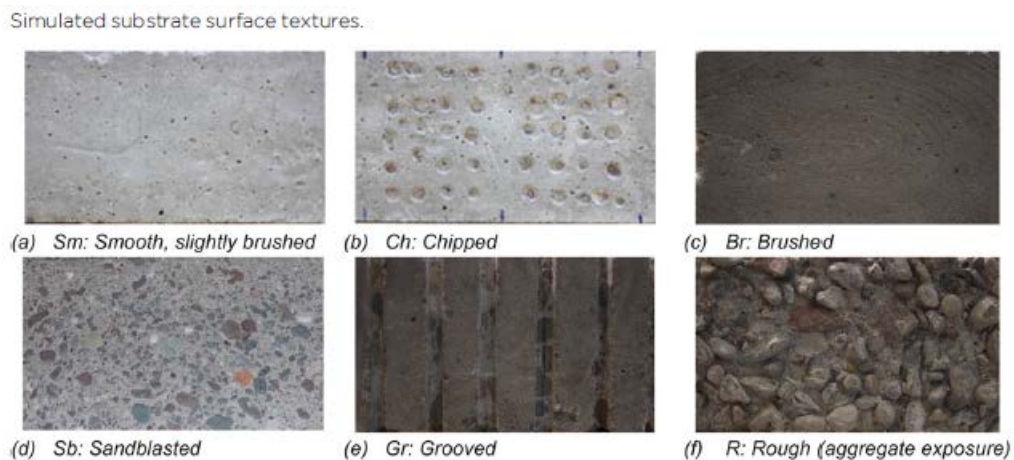 Simulated substrate surface textures.
(a) Sm: Smooth, slightly brushed
(b) Ch: Chipped
(c) Br: Brushed
(d) Sb: Sandblasted
(e) Gr: Grooved
(f) R: Rough (aggregate exposure)